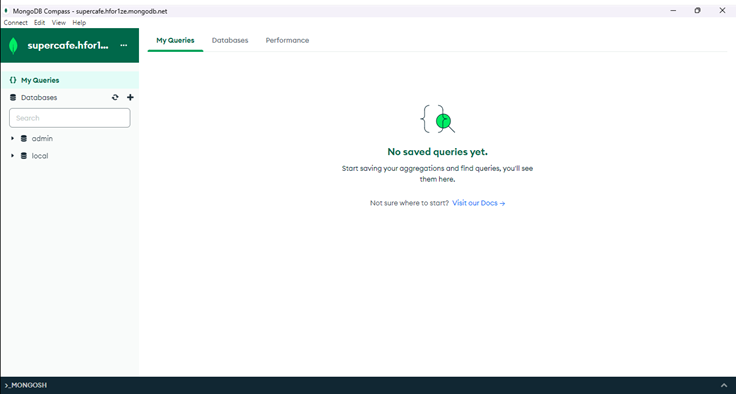 MongoDB Compass - supercafe.hfor1ze.mongodb.net
Connect Edit View Help
supercafe.hfor1... ...
My Queries Databases Performance
{} My Queries
Databases
Search
admin
local
{ }
No saved queries yet.
Start saving your aggregations and find queries, you'll see
them here.
Not sure where to start? Visit our Docs →
>_MONGOSH